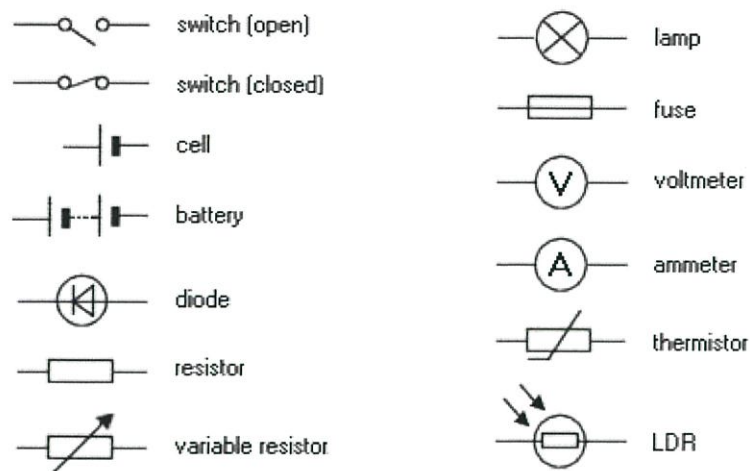 switch (open)
switch (closed)
cell
battery
diode
resistor
variable resistor
lamp
fuse
V
voltmeter
A
ammeter
thermistor
LDR